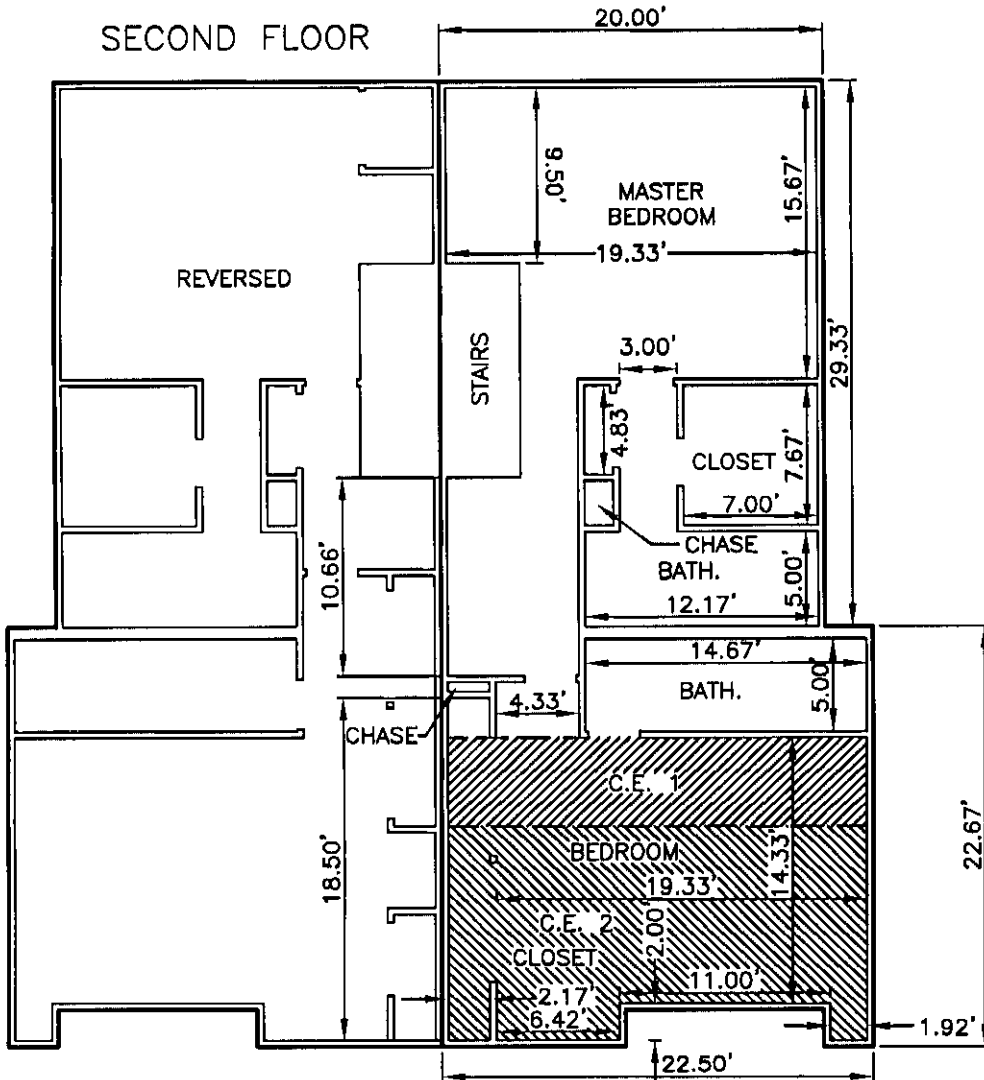 SECOND FLOOR
20.00'
9.50'
MASTER
BEDROOM
15.67'
19.33'
REVERSED
STAIRS
3.00'
29.33'
4.83'
CLOSET
7.67'
7.00'
CHASE
BATH.
10.66'
5.00'
12.17'
14.67'
BATH.
5.00'
4.33'
CHASE
C.E. 1
22.67'
BEDROOM
14.33'
18.50'
19.33'
C.E. 2
2.00'
CLOSET
11.00'
2.17'
6.42'
1.92'
22.50'